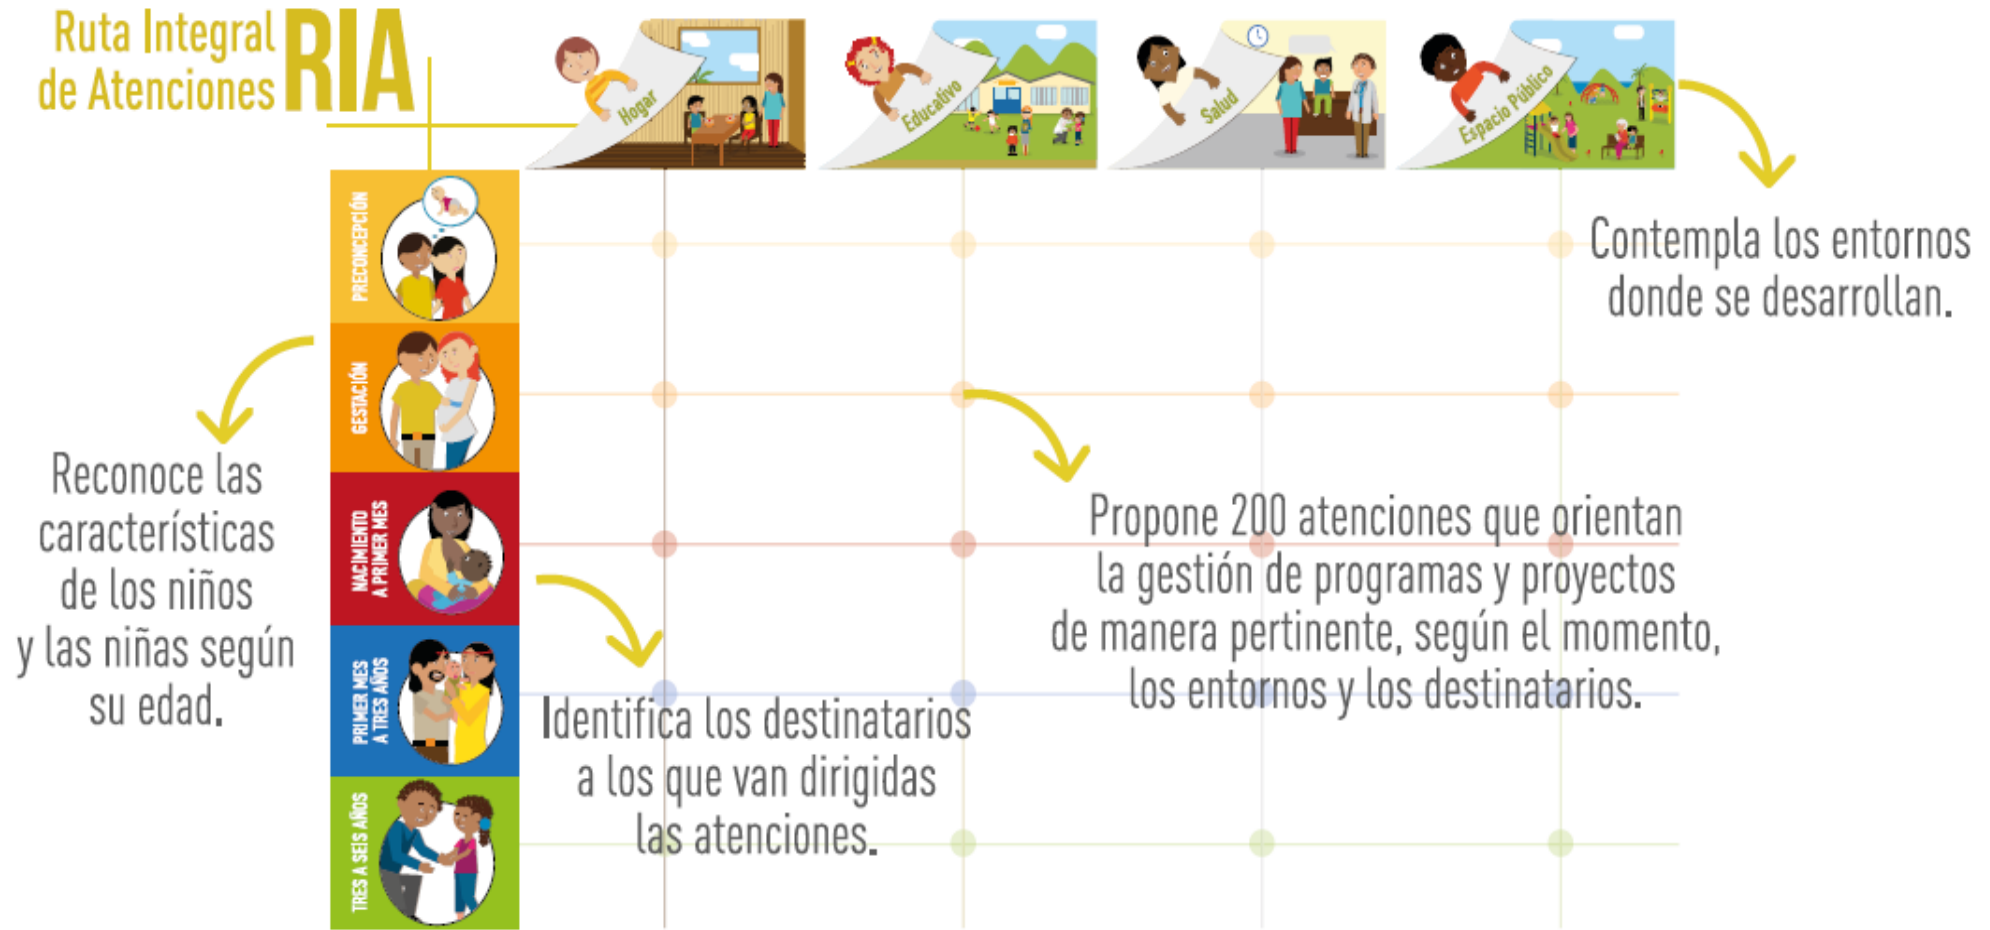 Ruta Integral
de Atenciones
RIA
Hogar
Educativo
Salud
Espacio Público
Contempla los entornos
donde se desarrollan.
PRECONCEPCIÓN
GESTACIÓN
NACIMIENTO
A PRIMER MES
PRIMER MES
A TRES AÑOS
TRES A SEIS AÑOS
Reconoce las
características
de los niños
y las niñas según
su edad.
Propone 200 atenciones que orientan
la gestión de programas y proyectos
de manera pertinente, según el momento,
los entornos y los destinatarios.
Identifica los destinatarios
a los que van dirigidas
las atenciones.